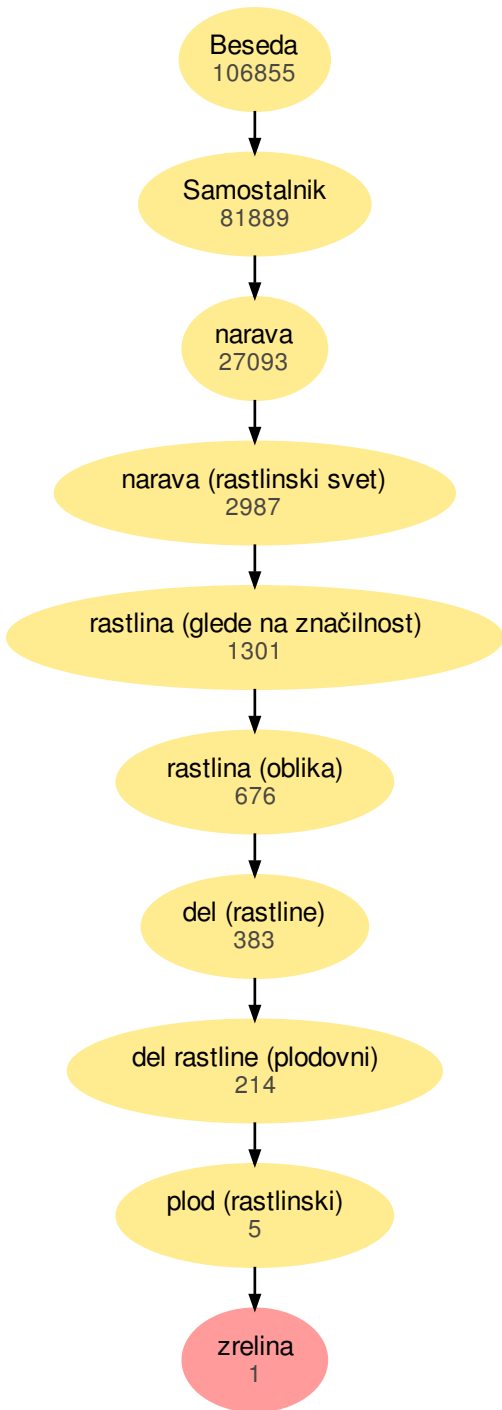 Beseda
106855
Samostalnik
81889
narava
27093
narava (rastlinski svet)
2987
rastlina (glede na značilnost)
1301
rastlina (oblika)
676
del (rastline)
383
del rastline (plodovni)
214
plod (rastlinski)
5
zrelina
1